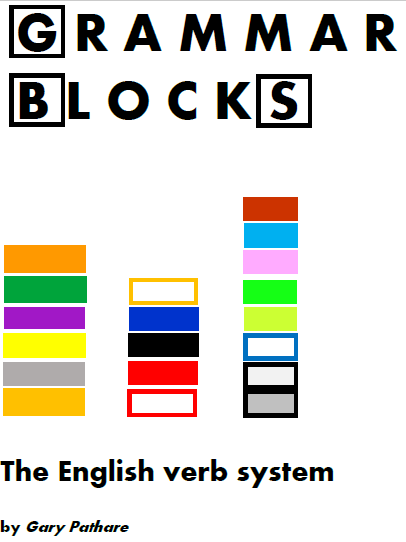 GRAMMAR
BLOCKS
The English verb system
by Gary Pathare